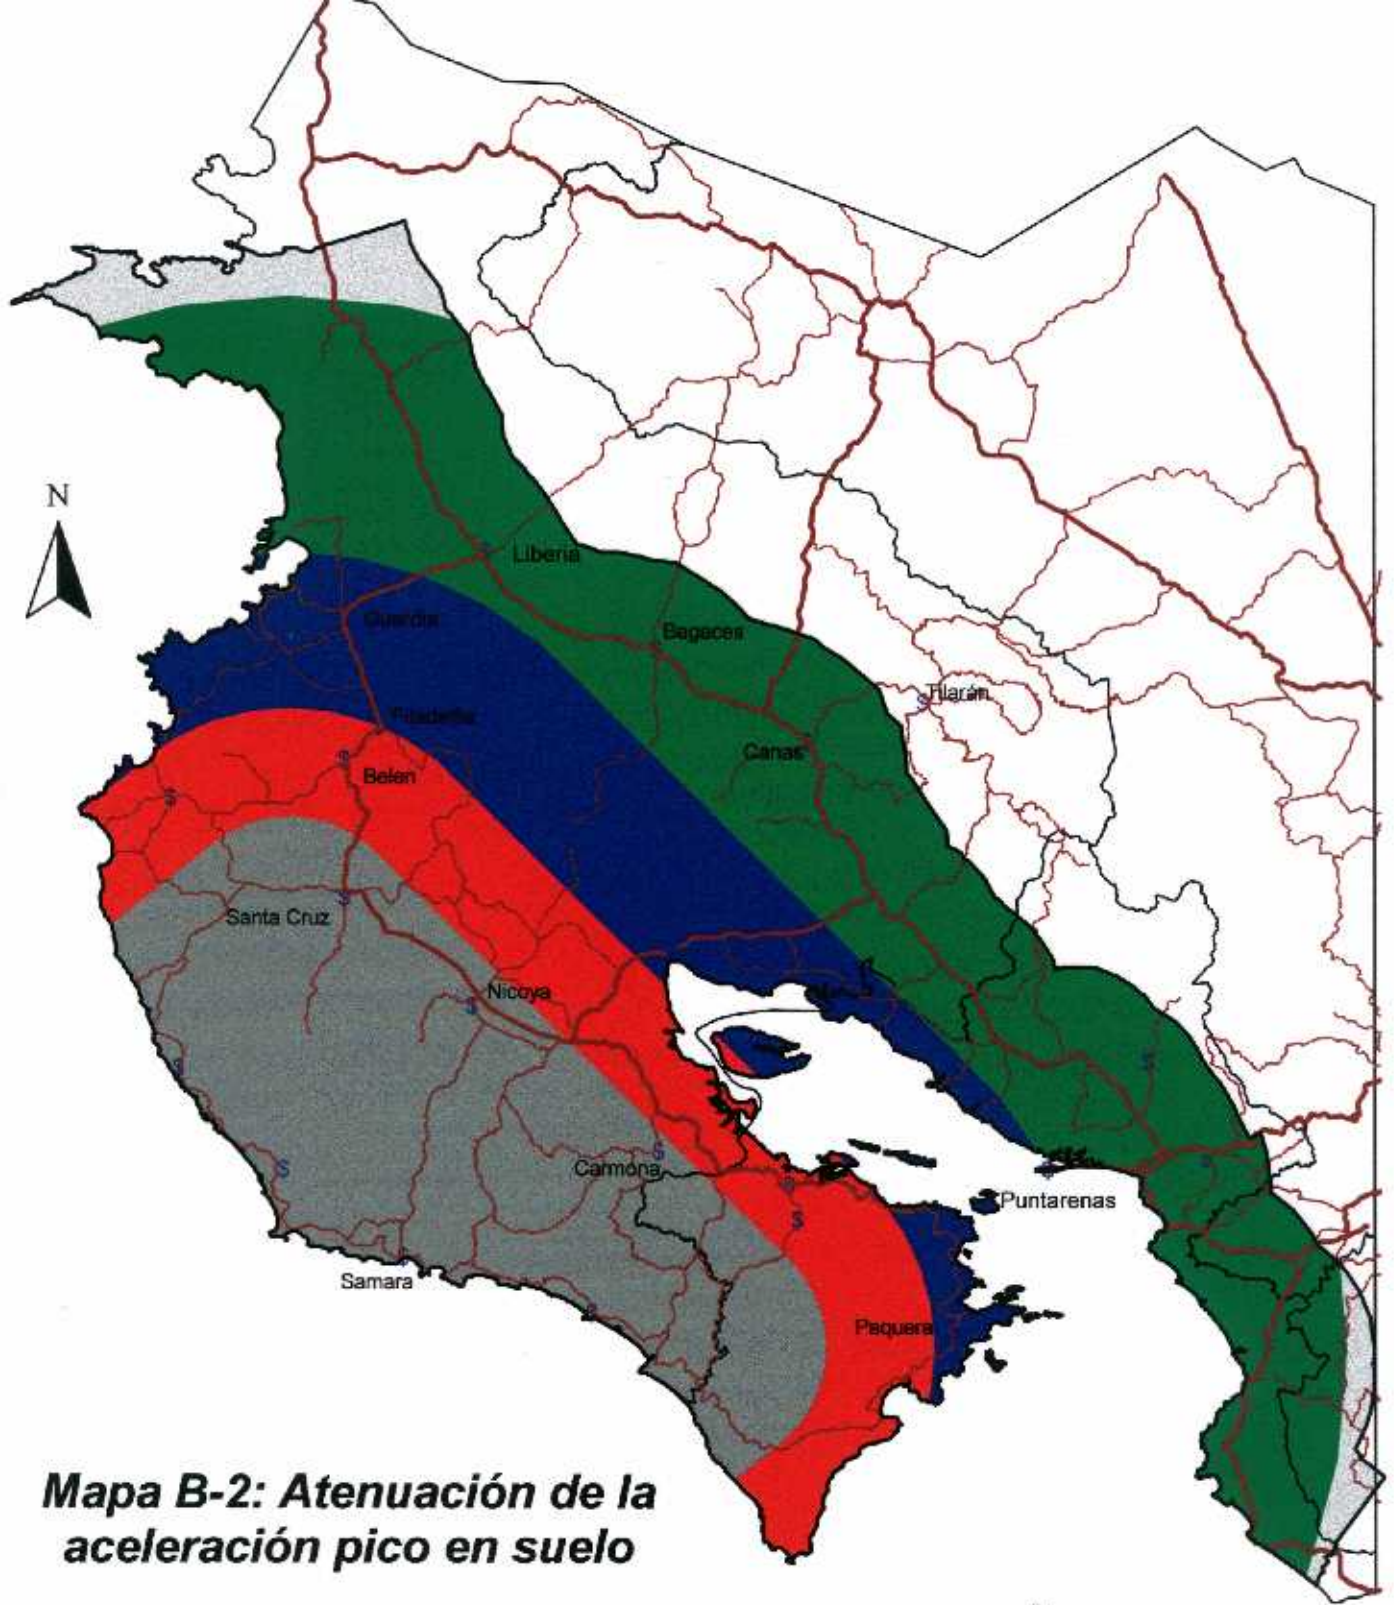 N
Liberia
Guardia
Bagaces
Tilarán
Filadelfia
Canas
Belen
Santa Cruz
Nicoya
Carmona
Puntarenas
Samara
Paquera
Mapa B-2: Atenuación de la
aceleración pico en suelo